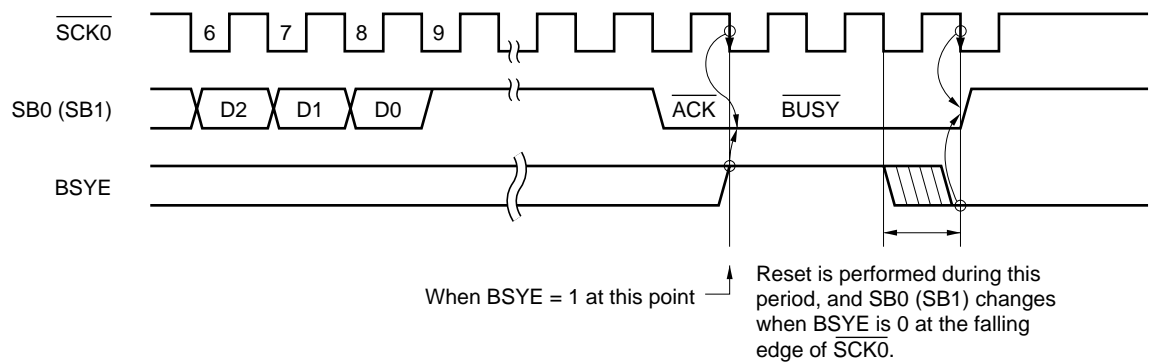 SCK0
6 7 8 9
SB0 (SB1)
D2 D1 D0 ACK BUSY
BSYE
When BSYE = 1 at this point
Reset is performed during this
period, and SB0 (SB1) changes
when BSYE is 0 at the falling
edge of SCK0.